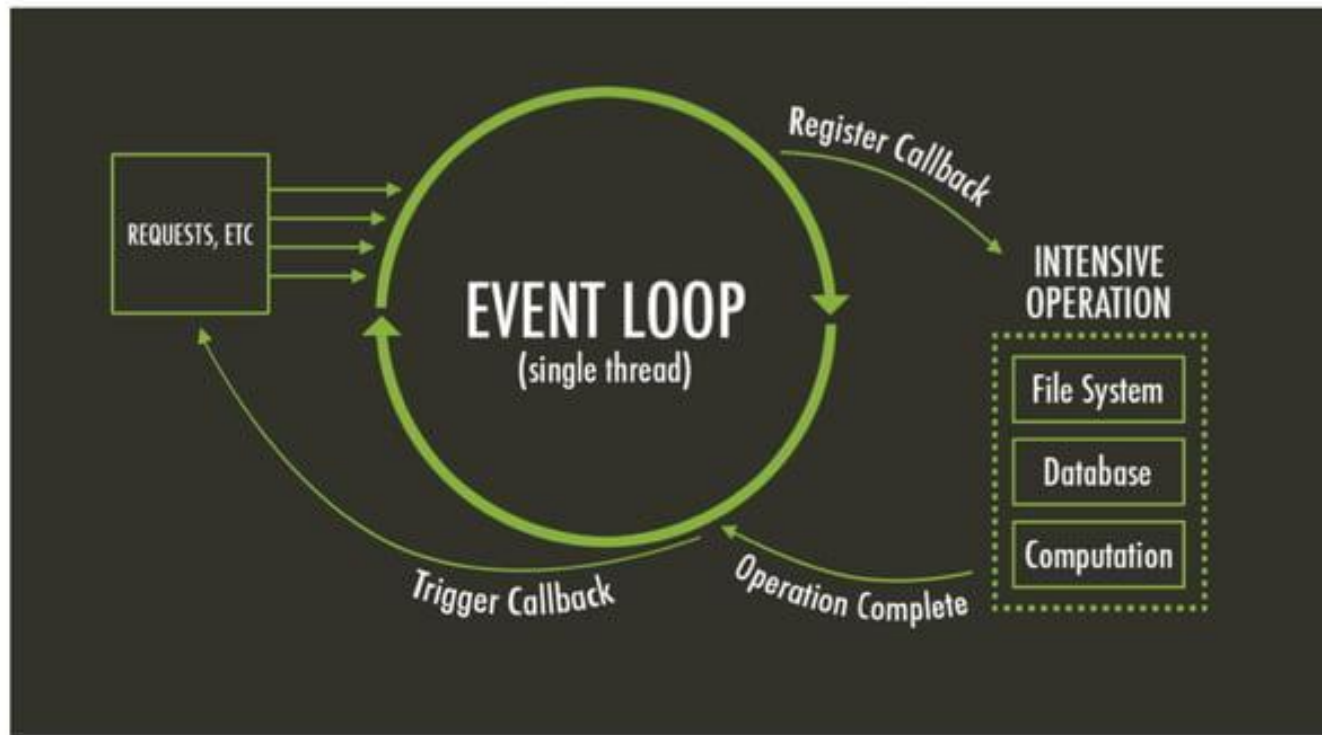 Register Callback
REQUESTS, ETC
EVENT LOOP
(single thread)
INTENSIVE
OPERATION
File System
Database
Computation
Operation Complete
Trigger Callback